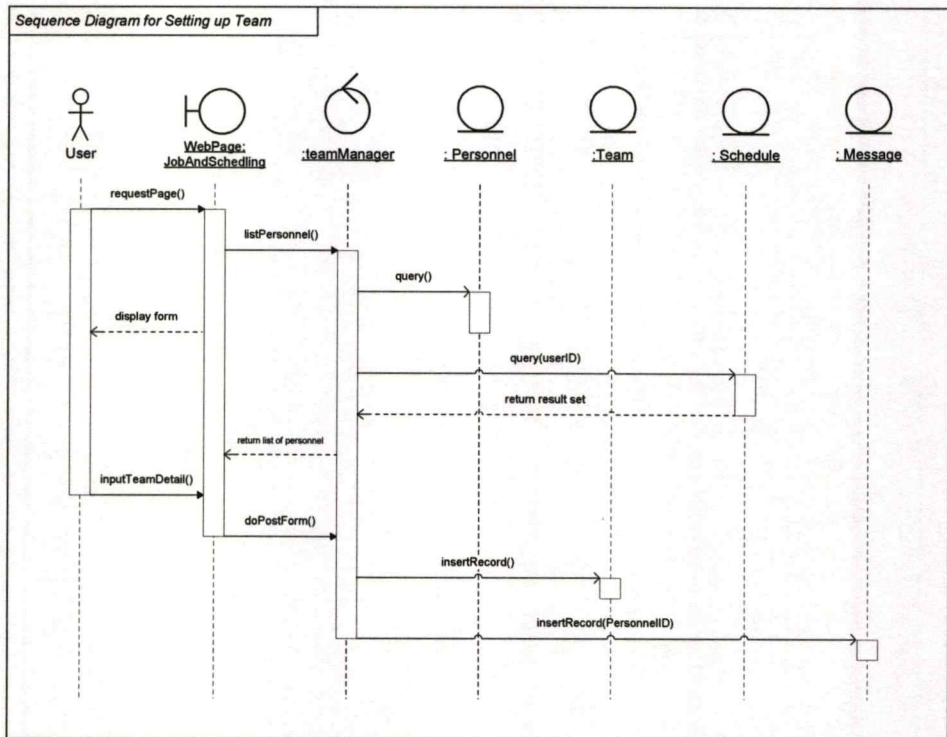 Sequence Diagram for Setting up Team
User
WebPage:
JobAndSchedling
:teamManager
: Personnel
:Team
: Schedule
: Message
requestPage()
listPersonnel()
query()
display form
query(userID)
return result set
return list of personnel
inputTeamDetail()
doPostForm()
insertRecord()
insertRecord(PersonnelID)